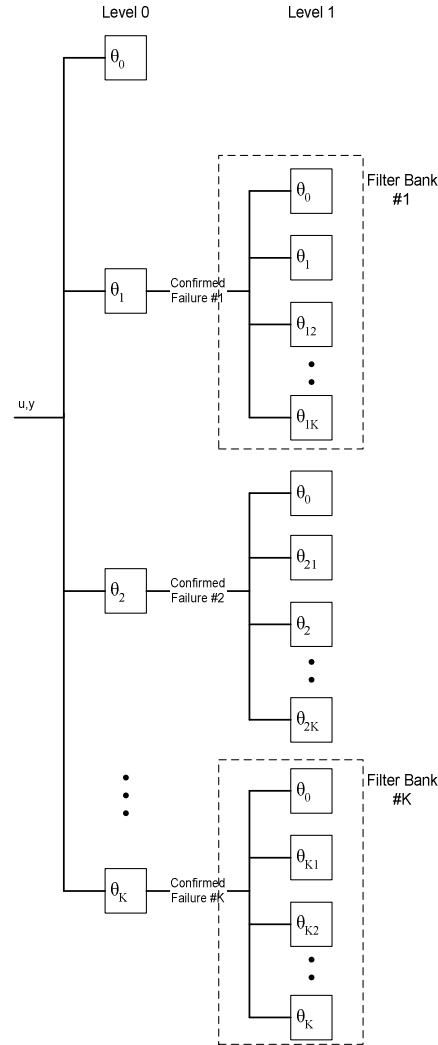 Level 0
Level 1
θ0
Filter Bank
#1
θ0
θ1
θ1
Confirmed
Failure #1
θ12
θ1K
u,y
θ0
θ21
θ2
Confirmed
Failure #2
θ2
θ2K
Filter Bank
#K
θ0
θK1
θK
Confirmed
Failure #K
θK2
θK